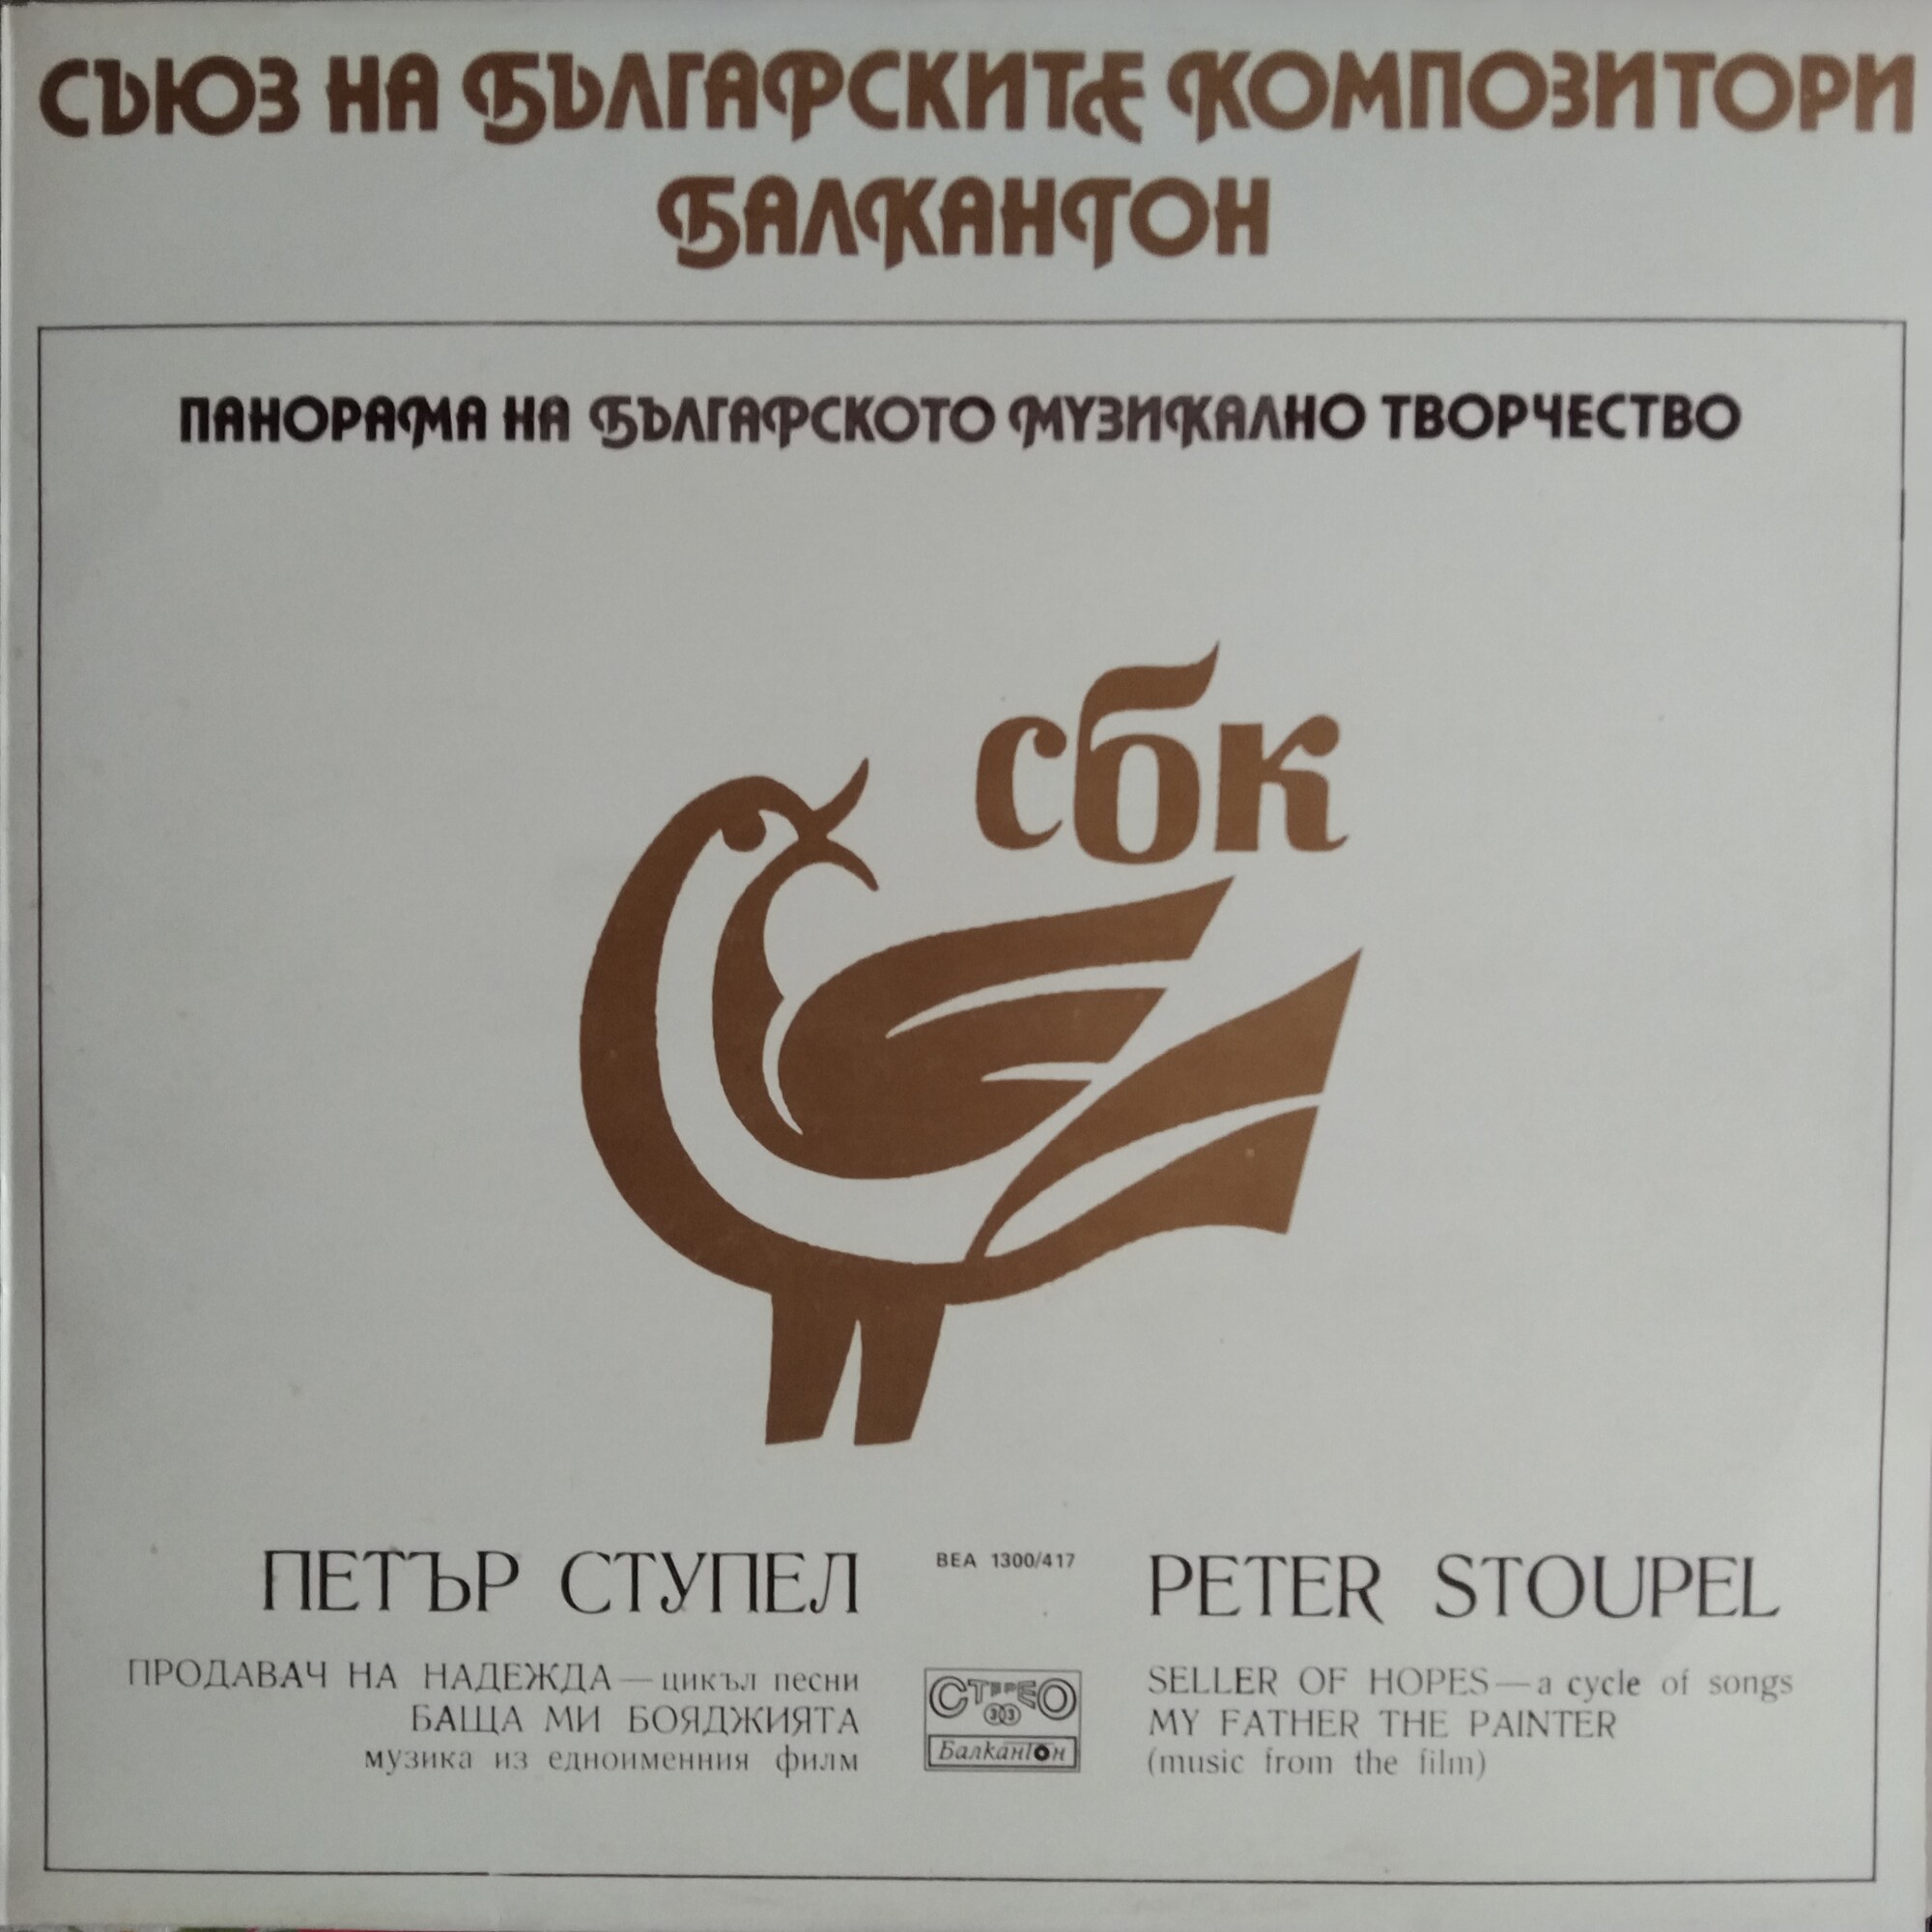 СЪЮЗ НА БЪЛГАРСКИТЕ КОМПОЗИТОРИ
БАЛКАНТОН
ПАНОРАМА НА БЪЛГАРСКОТО МУЗИКАЛНО ТВОРЧЕСТВО
сбк
ПЕТЪР СТУПЕЛ
ПРОДАВАЧ НА НАДЕЖДА — цикъл песни
БАЩА МИ БОЯДЖИЯТА
музика из едноименния филм
ВЕА 1300/417
СТЕРЕО
33
Балкантон
PETER STOUPEL
SELLER OF HOPES — a cycle of songs
MY FATHER THE PAINTER
(music from the film)